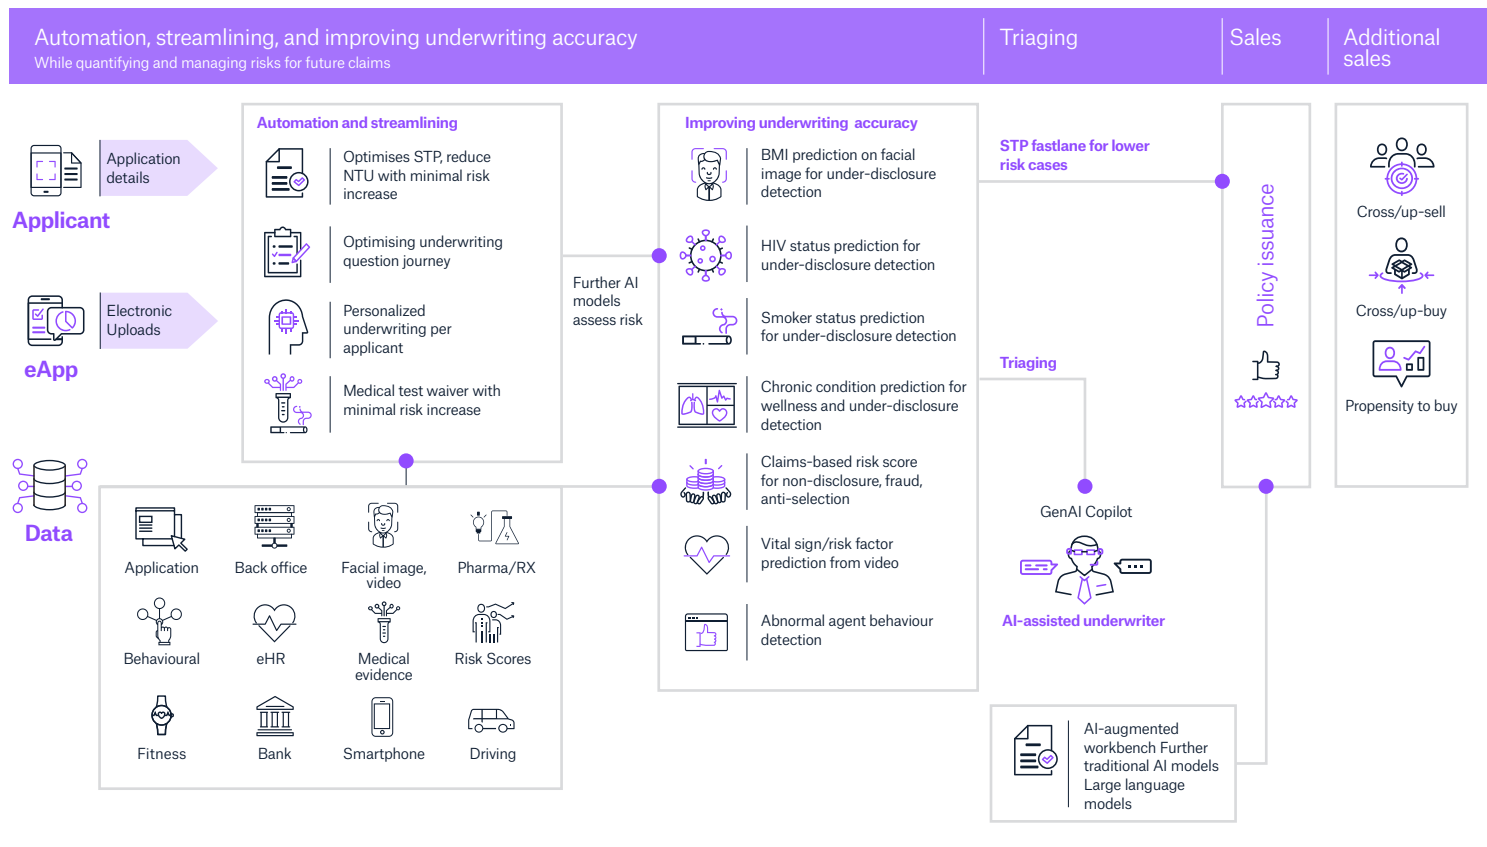 Automation, streamlining, and improving underwriting accuracy
While quantifying and managing risks for future claims
Triaging
Sales
Additional
sales
Applicant
Application
details
eApp
Electronic
Uploads
Data
Automation and streamlining
Optimises STP, reduce
NTU with minimal risk
increase
Optimising underwriting
question journey
Personalized
underwriting per
applicant
Medical test waiver with
minimal risk increase
Further AI
models
assess risk
Application
Back office
Facial image,
video
Pharma/RX
Behavioural
eHR
Medical
evidence
Risk Scores
Fitness
Bank
Smartphone
Driving
Improving underwriting accuracy
BMI prediction on facial
image for under-disclosure
detection
HIV status prediction for
under-disclosure detection
Smoker status prediction
for under-disclosure detection
Chronic condition prediction for
wellness and under-disclosure
detection
Claims-based risk score
for non-disclosure, fraud,
anti-selection
Vital sign/risk factor
prediction from video
Abnormal agent behaviour
detection
STP fastlane for lower
risk cases
Triaging
GenAI Copilot
AI-assisted underwriter
AI-augmented
workbench Further
traditional AI models
Large language
models
Policy issuance
Cross/up-sell
Cross/up-buy
Propensity to buy